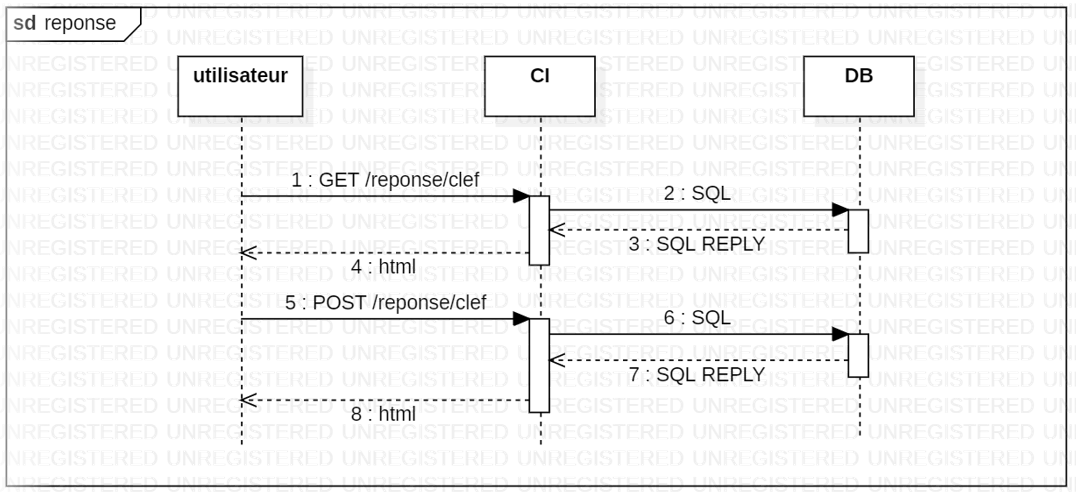 sd reponse
utilisateur
CI
DB
1 : GET /reponse/clef
2 : SQL
3 : SQL REPLY
4 : html
5 : POST /reponse/clef
6 : SQL
7 : SQL REPLY
8 : html
UNREGISTERED UNREGISTERED UNREGISTERED UNREGISTERED UNREGISTERED UNREGISTERED